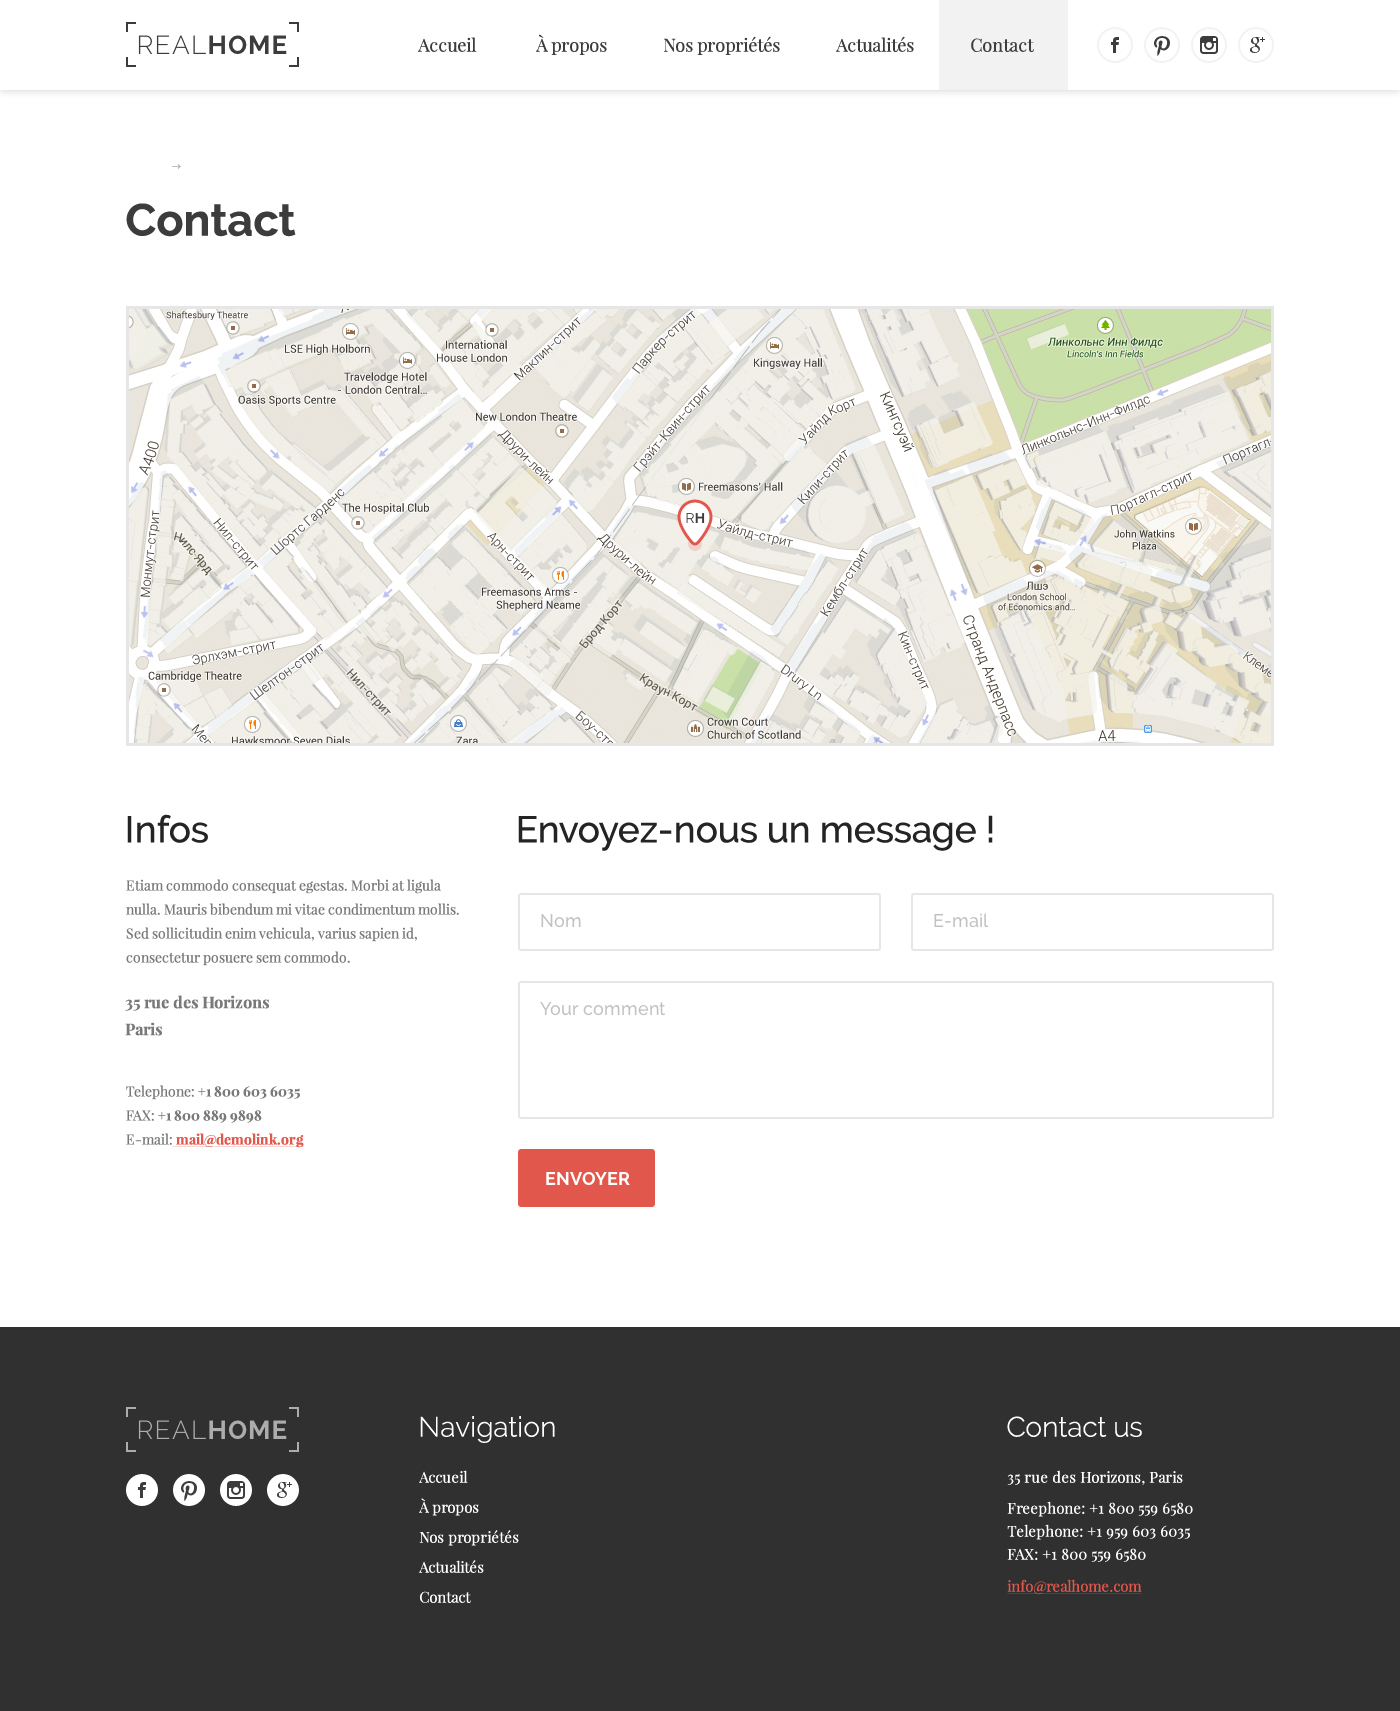 REALHOME
Accueil
À propos
Nos propriétés
Actualités
Contact
→
Contact
Shaftesbury Theatre
LSE High Holborn
International
House London
Travelodge Hotel
- London Central...
Oasis Sports Centre
Маклин-стрит
Паркер-стрит
Kingsway Hall
Линкольнс Инн Филдс
Lincoln's Inn Fields
New London Theatre
Друри-лейн
Грэйт-Квин-стрит
Уайлд Корт
Кингсуэй
Линкольнс-Инн-Филдс
A400
Кили-стрит
Freemasons' Hall
RH
Уайлд-стрит
Портагл-стрит
John Watkins
Plaza
The Hospital Club
Шортс Гарденс
Нил-стрит
Нилс Ярд
Монмут-стрит
Арн-стрит
Друри-лейн
Freemasons Arms -
Shepherd Neame
Брод Корт
Кембл-стрит
Лшэ
London School
of Economics and...
Странд Андерпасс
Кин-стрит
Эрлхэм-стрит
Шелтон-стрит
Cambridge Theatre
Нил-стрит
Краун Корт
Drury Ln
Crown Court
Church of Scotland
Hawksmoor Seven Dials
Zara
A4
Infos
Etiam commodo consequat egestas. Morbi at ligula
nulla. Mauris bibendum mi vitae condimentum mollis.
Sed sollicitudin enim vehicula, varius sapien id,
consectetur posuere sem commodo.
35 rue des Horizons
Paris
Telephone: +1 800 603 6035
FAX: +1 800 889 9898
E-mail: mail@demolink.org
Envoyez-nous un message !
Nom
E-mail
Your comment
ENVOYER
REALHOME
Navigation
Accueil
À propos
Nos propriétés
Actualités
Contact
Contact us
35 rue des Horizons, Paris
Freephone: +1 800 559 6580
Telephone: +1 959 603 6035
FAX: +1 800 559 6580
info@realhome.com